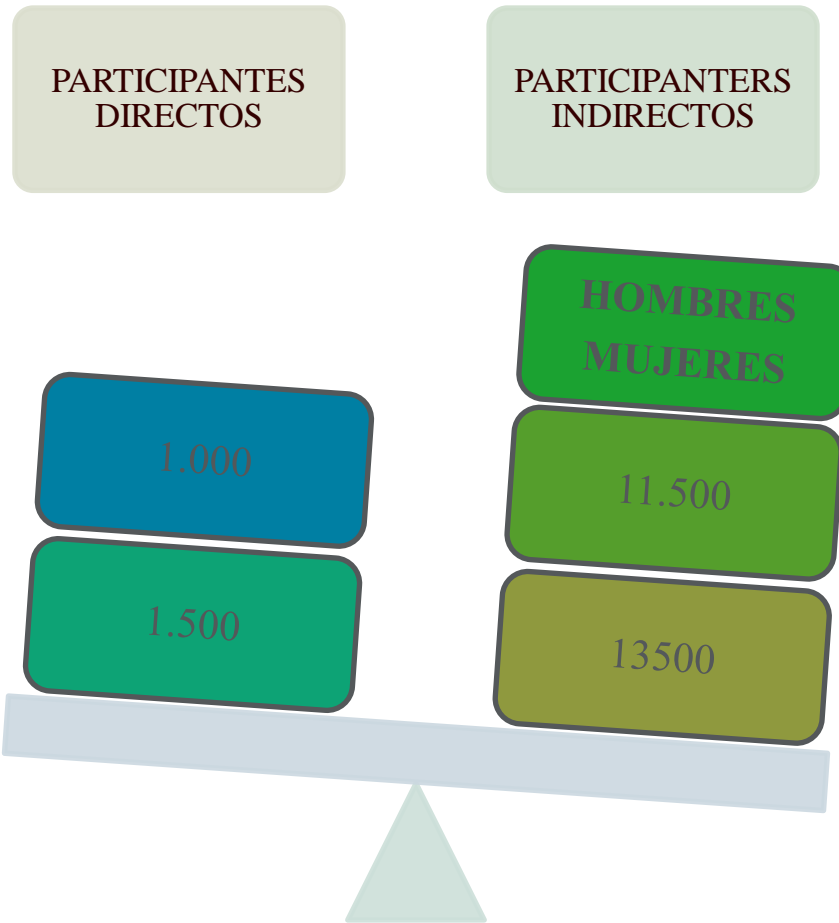 PARTICIPANTES
DIRECTOS
PARTICIPANTERS
INDIRECTOS
HOMBRES
MUJERES
1.000
11.500
1.500
13500